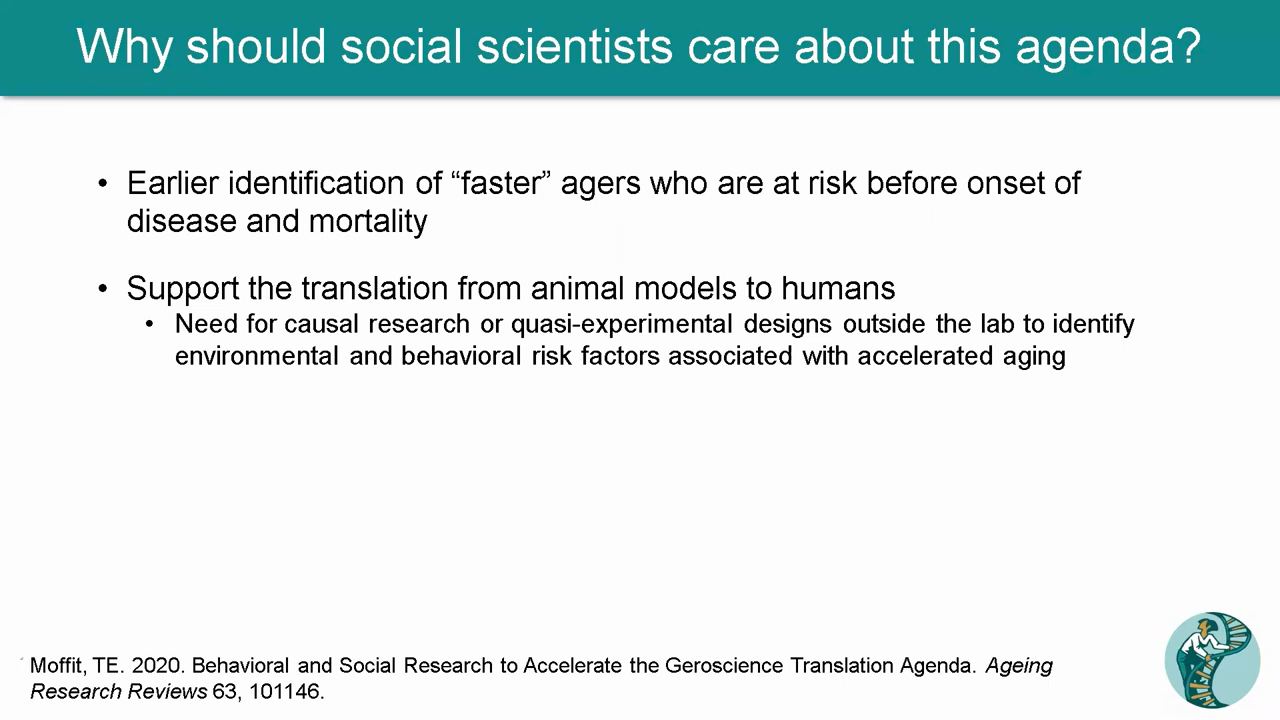 Why should social scientists care about this agenda?
• Earlier identification of “faster” agers who are at risk before onset of
disease and mortality
• Support the translation from animal models to humans
• Need for causal research or quasi-experimental designs outside the lab to identify
environmental and behavioral risk factors associated with accelerated aging
Moffit, TE. 2020. Behavioral and Social Research to Accelerate the Geroscience Translation Agenda. Ageing
Research Reviews 63, 101146.